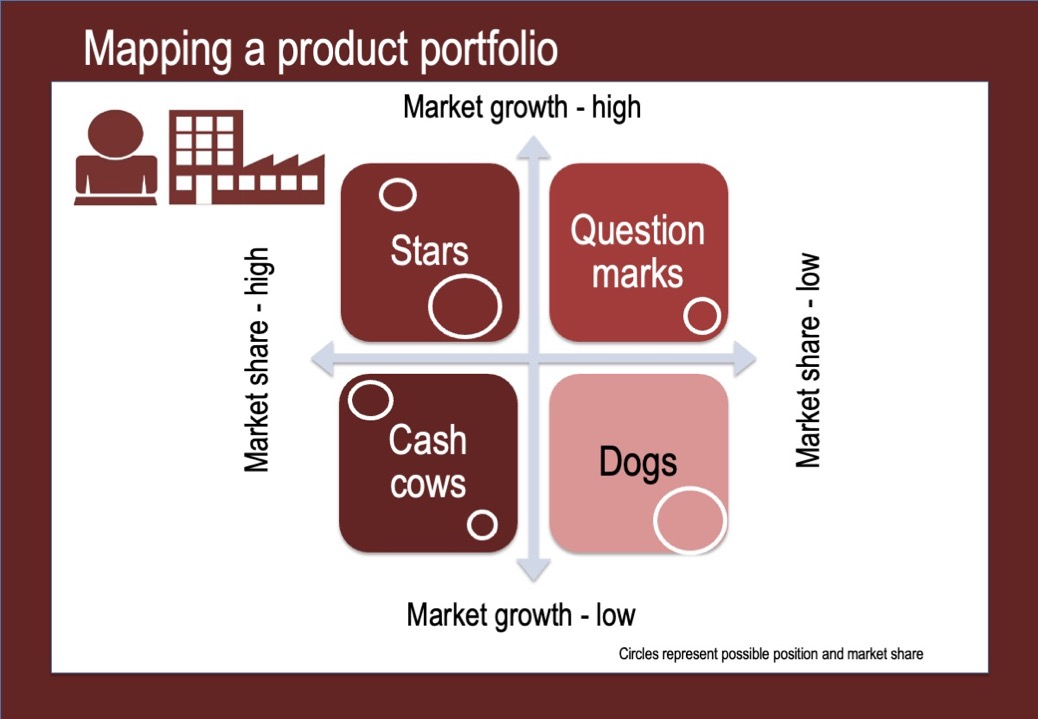 Mapping a product portfolio
Market growth - high
Market share - high
Stars
Question
marks
Market share - low
Cash
cows
Dogs
Market growth - low
Circles represent possible position and market share